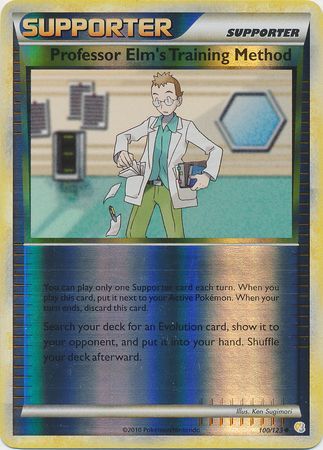 SUPPORTER
SUPPORTER
Professor Elm's Training Method
You can play only one Supporter card each turn. When you
play this card, put it next to your Active Pokémon. When your
turn ends, discard this card.
Search your deck for an Evolution card, show it to
your opponent, and put it into your hand. Shuffle
your deck afterward.
Illus. Ken Sugimori
©2010 Pokémon/Nintendo
100/123